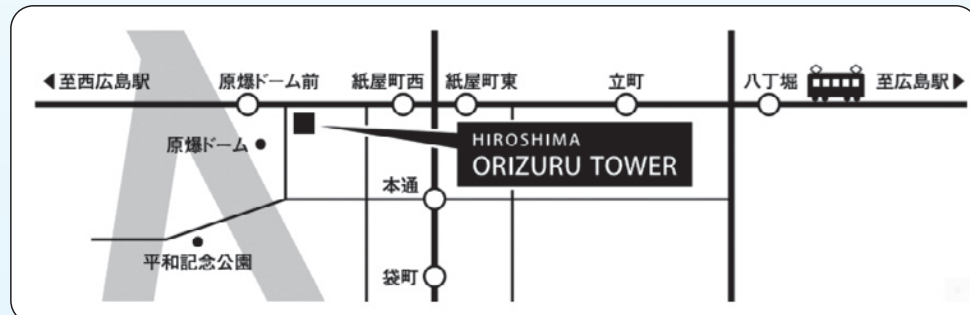 ◀至西広島駅
原爆ドーム前
紙屋町西
紙屋町東
立町
八丁堀
至広島駅▶
原爆ドーム
HIROSHIMA
ORIZURU TOWER
本通
平和記念公園
袋町